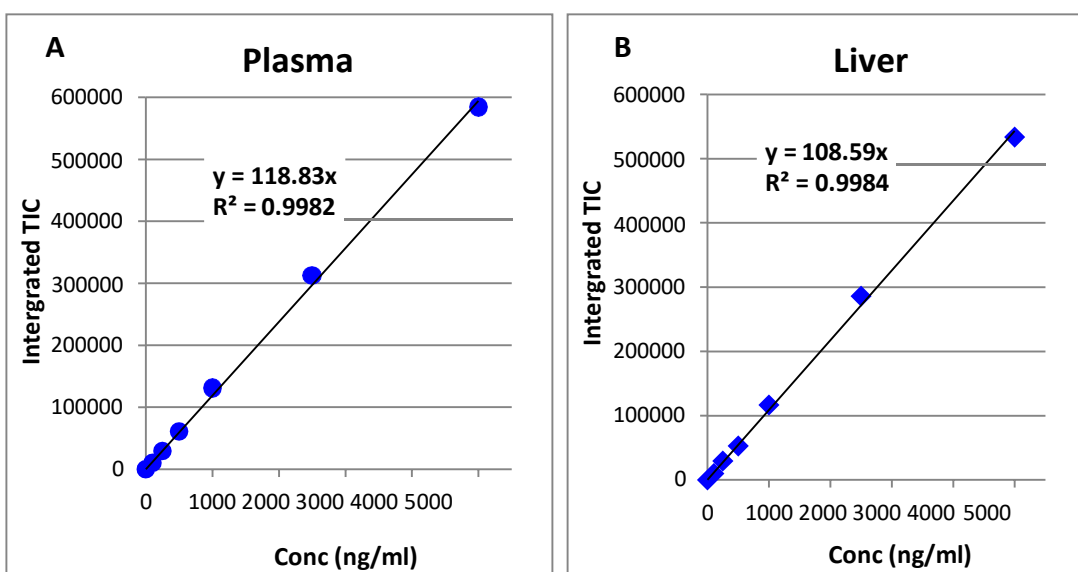 A
Plasma
600000
500000
400000
300000
200000
100000
0
Intergrated TIC
y = 118.83x
R² = 0.9982
0 1000 2000 3000 4000 5000
Conc (ng/ml)
B
Liver
600000
500000
400000
300000
200000
100000
0
Intergrated TIC
y = 108.59x
R² = 0.9984
0 1000 2000 3000 4000 5000
Conc (ng/ml)